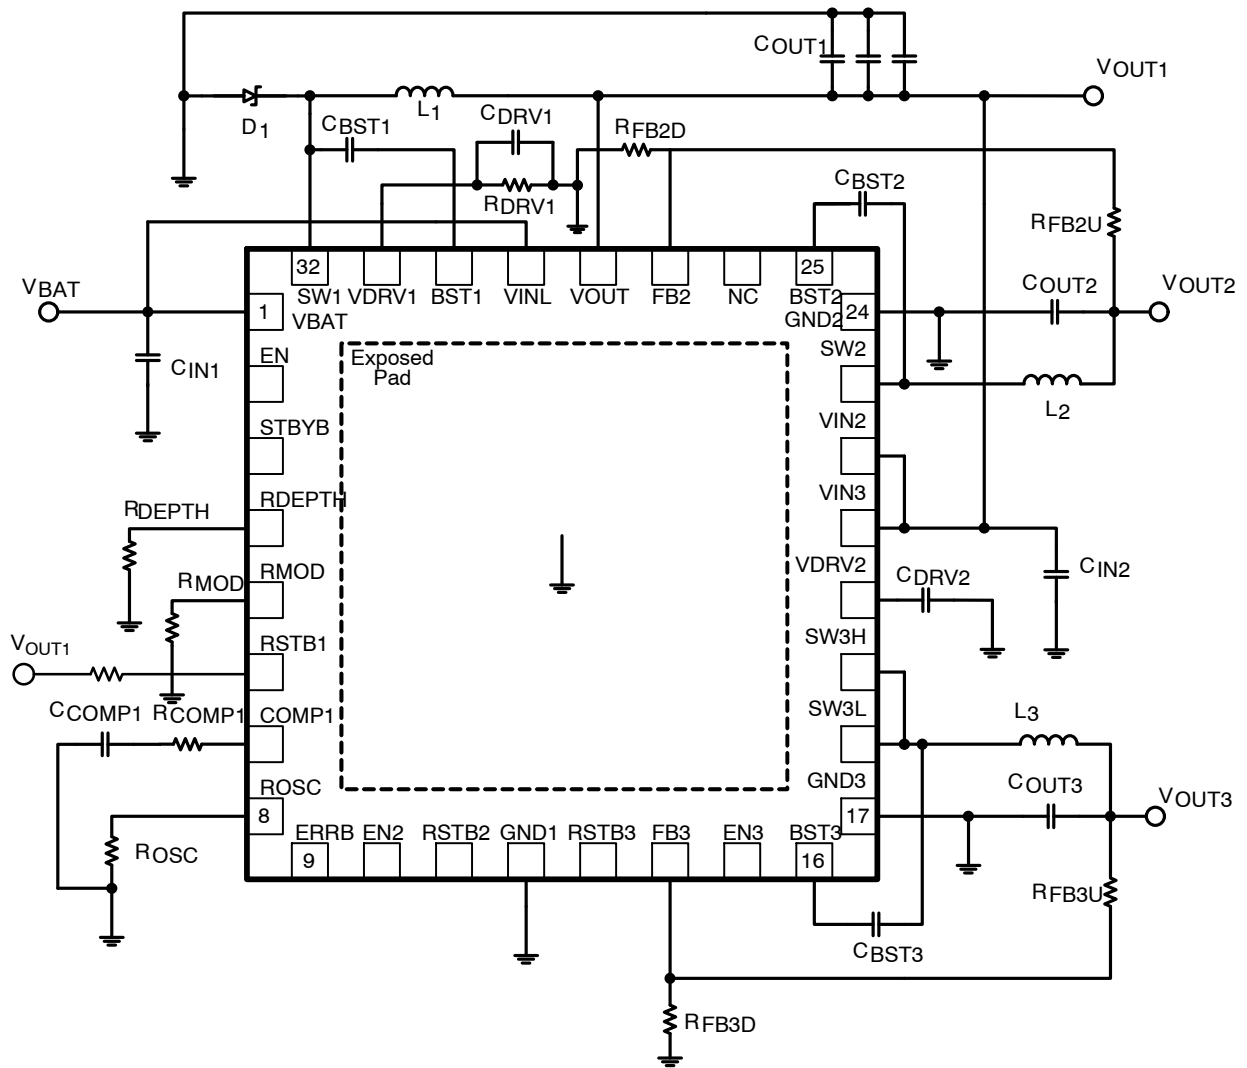 COUT1
VOUT1
D1
L1
CBST1
CDRV1
RDRV1
RFB2D
CBST2
RFB2U
VBAT
32
25
SW1
VDRV1
BST1
VINL
VOUT
FB2
NC
BST2
COUT2
VOUT2
1
VBAT
GND2
24
CIN1
EN
Exposed
Pad
SW2
L2
STBYB
VIN2
RDEPTH
RDEPTH
VIN3
RMOD
RMOD
VDRV2
CDRV2
CIN2
VOUT1
RSTB1
SW3H
CCOMP1
RCOMP1
COMP1
SW3L
L3
ROSC
GND3
COUT3
VOUT3
8
17
ROSC
ERRB
EN2
RSTB2
GND1
RSTB3
FB3
EN3
BST3
9
16
RFB3U
CBST3
RFB3D